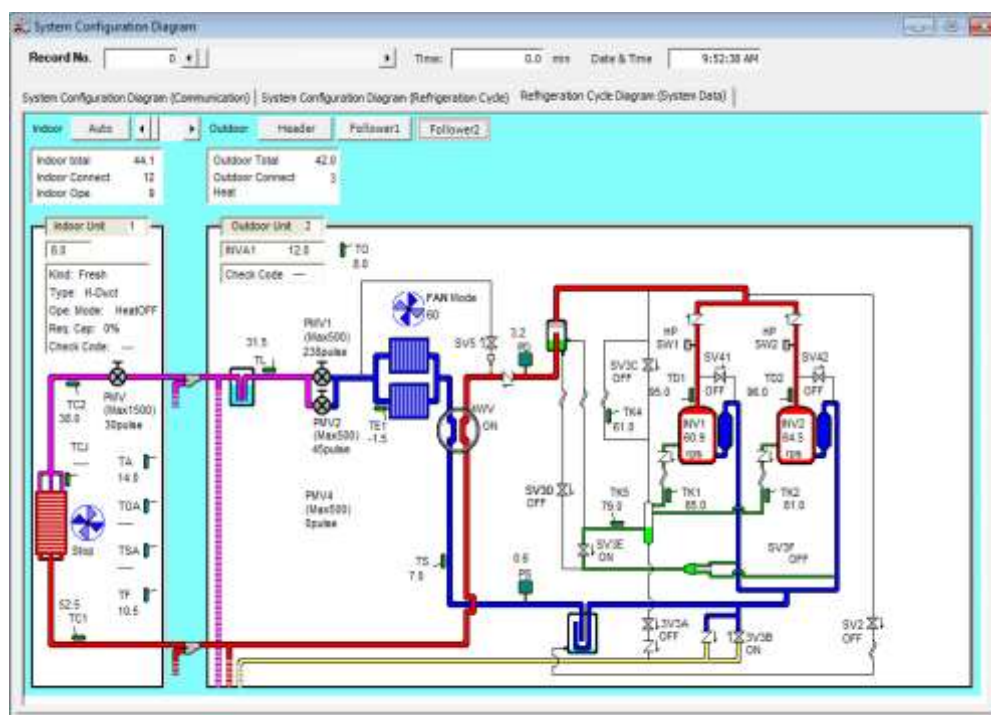 System Configuration Diagram
Record No. 0 Time: 0.0 min Date & Time 9:52:38 AM
System Configuration Diagram (Communication) System Configuration Diagram (Refrigeration Cycle) Refrigeration Cycle Diagram (System Data)
Indoor Auto Outdoor Header Follower1 Follower2
Indoor total 44.1
Indoor Connect 12
Indoor Ope 9
Outdoor Total 42.0
Outdoor Connect 3
Heat
Indoor Unit 1
6.0
Kind: Fresh
Type: H-Duct
Ope. Mode: HeatOFF
Req. Cap: 0%
Check Code: ---
TC2
38.0
PMV
(Max1500)
30pulse
TCJ
---
TA
14.0
TOA
---
TSA
---
TF
10.5
Stop
52.5
TC1
Outdoor Unit 2
INVA1 12.0
Check Code ---
TO
8.0
31.5
TL
PMV1
(Max500)
238pulse
PMV2
(Max500)
45pulse
PMV4
(Max500)
0pulse
FAN Mode
60
TE1
-1.5
SV5
3.2
PD
4WV
ON
TS
7.0
0.6
PS
SV3C
OFF
TK4
61.0
SV3D
OFF
TK5
79.0
SV3E
ON
HP
SW1
SV41
OFF
TD1
95.0
INV1
60.9
rps
TK1
85.0
HP
SW2
SV42
OFF
TD2
96.0
INV2
64.5
rps
TK2
81.0
SV3F
OFF
SV3A
OFF
SV3B
ON
SV2
OFF